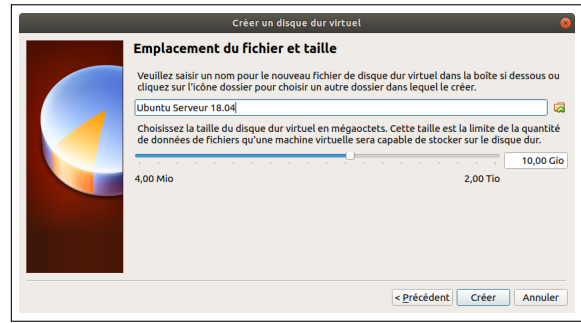 Créer un disque dur virtuel
Emplacement du fichier et taille
Veuillez saisir un nom pour le nouveau fichier de disque dur virtuel dans la boîte si dessous ou
cliquez sur l'icône dossier pour choisir un autre dossier dans lequel le créer.
Ubuntu Serveur 18.04
Choisissez la taille du disque dur virtuel en mégaoctets. Cette taille est la limite de la quantité
de données de fichiers qu'une machine virtuelle sera capable de stocker sur le disque dur.
10,00 Gio
4,00 Mio 2,00 Tio
< Précédent Créer Annuler